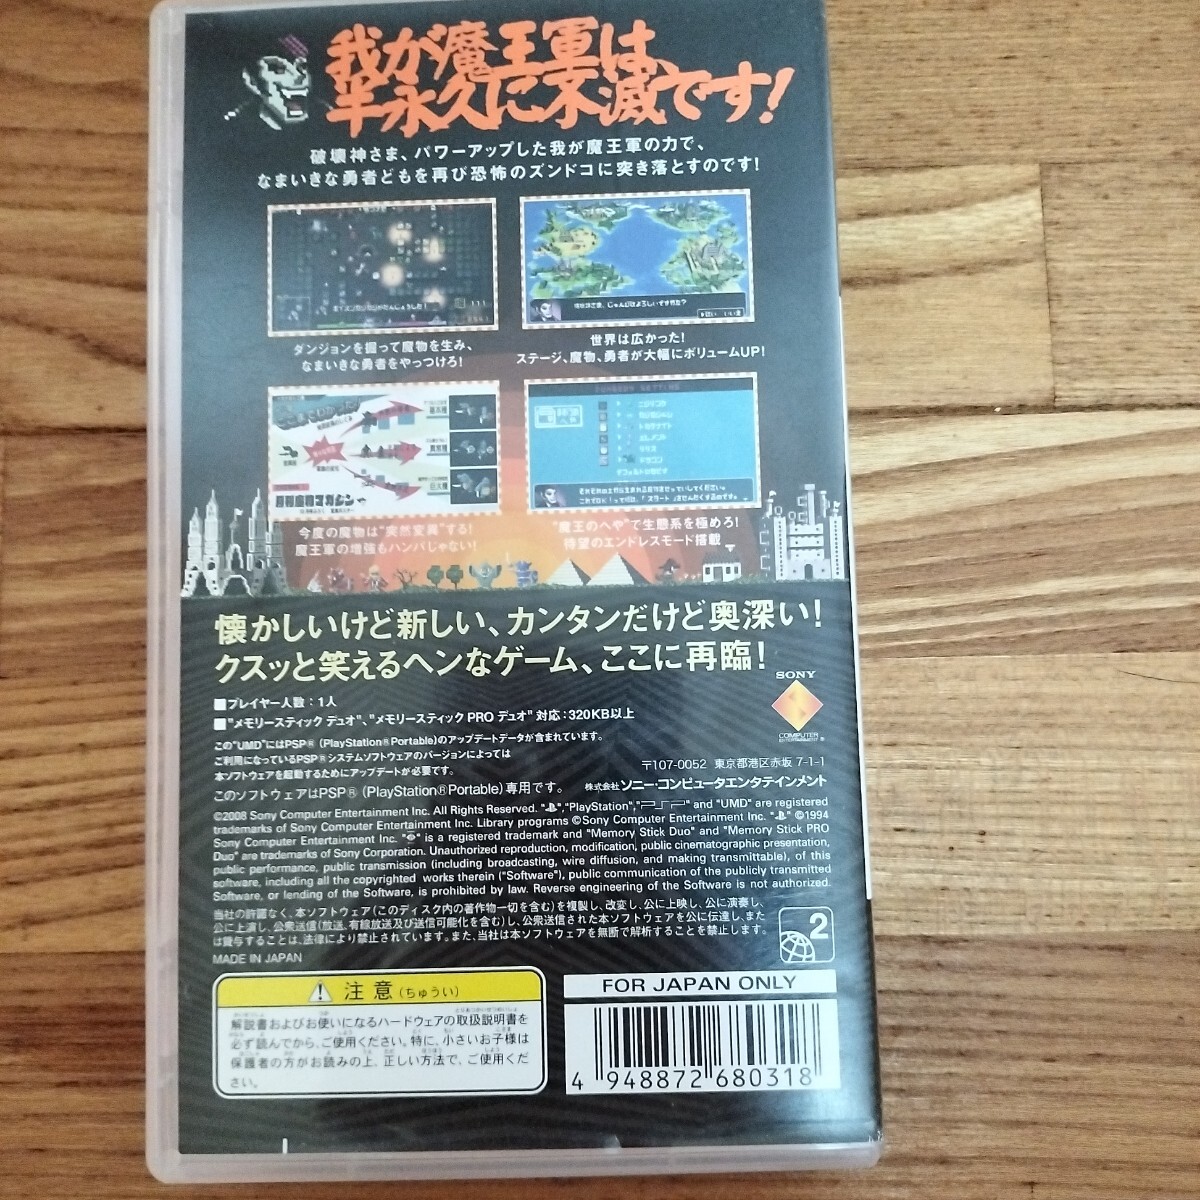 我が魔王軍は、
半永久に不滅です!
破壊神さま、パワーアップした我が魔王軍の力で、
なまいきな勇者どもを再び恐怖のズンドコに突き落とすのです!
ダンジョンを掘って魔物を生み、
なまいきな勇者をやっつけろ!
破壊神さま、じゅんびはよろしいですか?
はい いいえ
世界は広かった!
ステージ、魔物、勇者が大幅にボリュームUP!
今度の魔物は"突然変異"する!
魔王軍の増強もハンパじゃない!
"魔王のへや"で生態系を極めろ!
待望のエンドレスモード搭載
懐かしいけど新しい、カンタンだけど奥深い!
クスッと笑えるヘンなゲーム、ここに再臨!
■プレイヤー人数:1人
■"メモリースティック デュオ"、"メモリースティック PRO デュオ" 対応:320KB以上
SONY
COMPUTER
ENTERTAINMENT ®
この"UMD"にはPSP® (PlayStation®Portable)のアップデートデータが含まれています。
ご利用になっているPSP®システムソフトウェアのバージョンによっては
本ソフトウェアを起動するためにアップデートが必要です。
このソフトウェアはPSP®(PlayStation®Portable)専用です。
〒107-0052 東京都港区赤坂 7-1-1
株式会社 ソニー・コンピュータエンタテインメント
©2008 Sony Computer Entertainment Inc. All Rights Reserved. " ","PlayStation","PSP" and "UMD" are registered
trademarks of Sony Computer Entertainment Inc. Library programs ©Sony Computer Entertainment Inc. " " ©1994
Sony Computer Entertainment Inc. " " is a registered trademark and "Memory Stick Duo" and "Memory Stick PRO
Duo" are trademarks of Sony Corporation. Unauthorized reproduction, modification, public cinematographic presentation,
public performance, public transmission (including broadcasting, wire diffusion, and making transmittable), of this
software, including all the copyrighted works therein ("Software"), public communication of the publicly transmitted
Software, or lending of the Software, is prohibited by law. Reverse engineering of the Software is not authorized.
当社の許諾なく、本ソフトウェア(このディスク内の著作物一切を含む)を複製し、改変し、公に上映し、公に演奏し、
公に上演し、公衆送信(放送、有線放送及び送信可能化を含む)し、公衆送信された本ソフトウェアを公に伝達し、また
は貸与することは、法律により禁止されています。また、当社は本ソフトウェアを無断で解析することを禁止します。
MADE IN JAPAN
2
注意(ちゅうい)
解説書およびお使いになるハードウェアの取扱説明書を
必ず読んでから、ご使用ください。特に、小さいお子様は
保護者の方がお読みの上、正しい方法で、ご使用くだ
さい。
FOR JAPAN ONLY
4 948872 680318